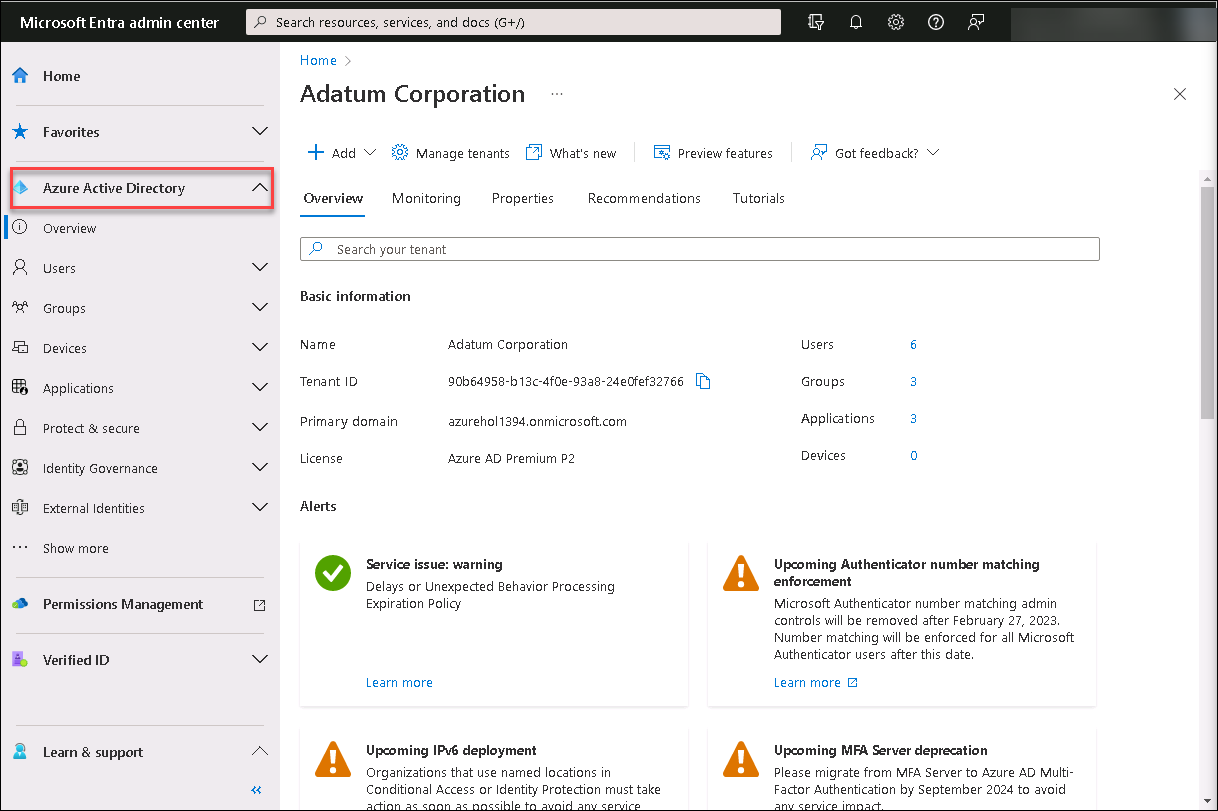 Microsoft Entra admin center
Search resources, services, and docs (G+/)
Home
Favorites
Azure Active Directory
Overview
Users
Groups
Devices
Applications
Protect & secure
Identity Governance
External Identities
Show more
Permissions Management
Verified ID
Learn & support
Home
Adatum Corporation
Add
Manage tenants
What's new
Preview features
Got feedback?
Overview
Monitoring
Properties
Recommendations
Tutorials
Search your tenant
Basic information
Name Adatum Corporation
Users 6
Tenant ID 90b64958-b13c-4f0e-93a8-24e0fef32766
Groups 3
Primary domain azurehol1394.onmicrosoft.com
Applications 3
License Azure AD Premium P2
Devices 0
Alerts
Service issue: warning
Delays or Unexpected Behavior Processing
Expiration Policy
Learn more
Upcoming Authenticator number matching
enforcement
Microsoft Authenticator number matching admin
controls will be removed after February 27, 2023.
Number matching will be enforced for all Microsoft
Authenticator users after this date.
Learn more
Upcoming IPv6 deployment
Organizations that use named locations in
Conditional Access or Identity Protection must take
action as soon as possible to avoid any service
Upcoming MFA Server deprecation
Please migrate from MFA Server to Azure AD Multi-
Factor Authentication by September 2024 to avoid
any service impact.